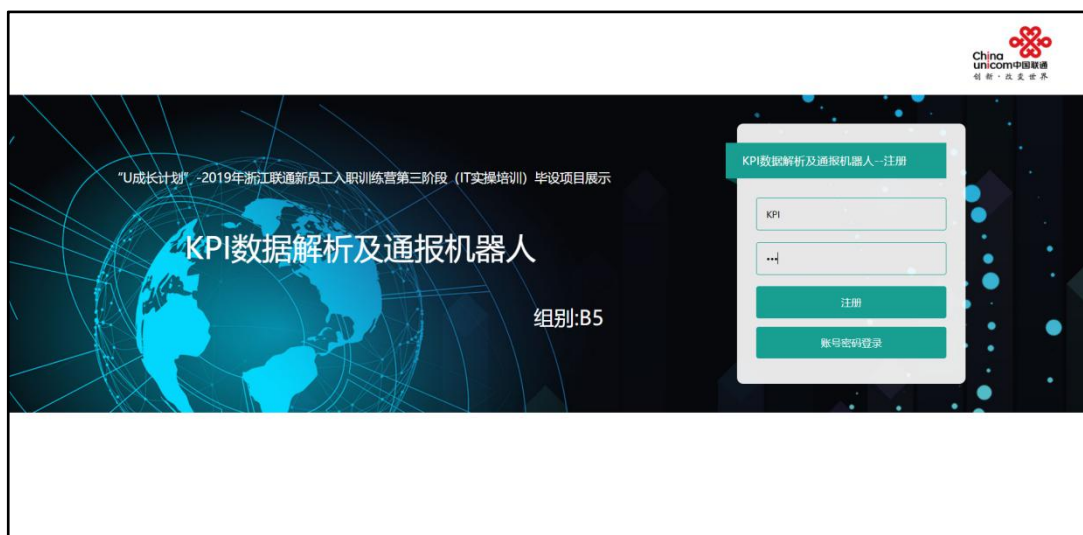 China
unicom中国联通
创新·改变世界
“U成长计划”-2019年浙江联通新员工入职训练营第三阶段（IT实操培训）毕设项目展示
KPI数据解析及通报机器人
组别:B5
KPI数据解析及通报机器人--注册
KPI
•••
注册
账号密码登录